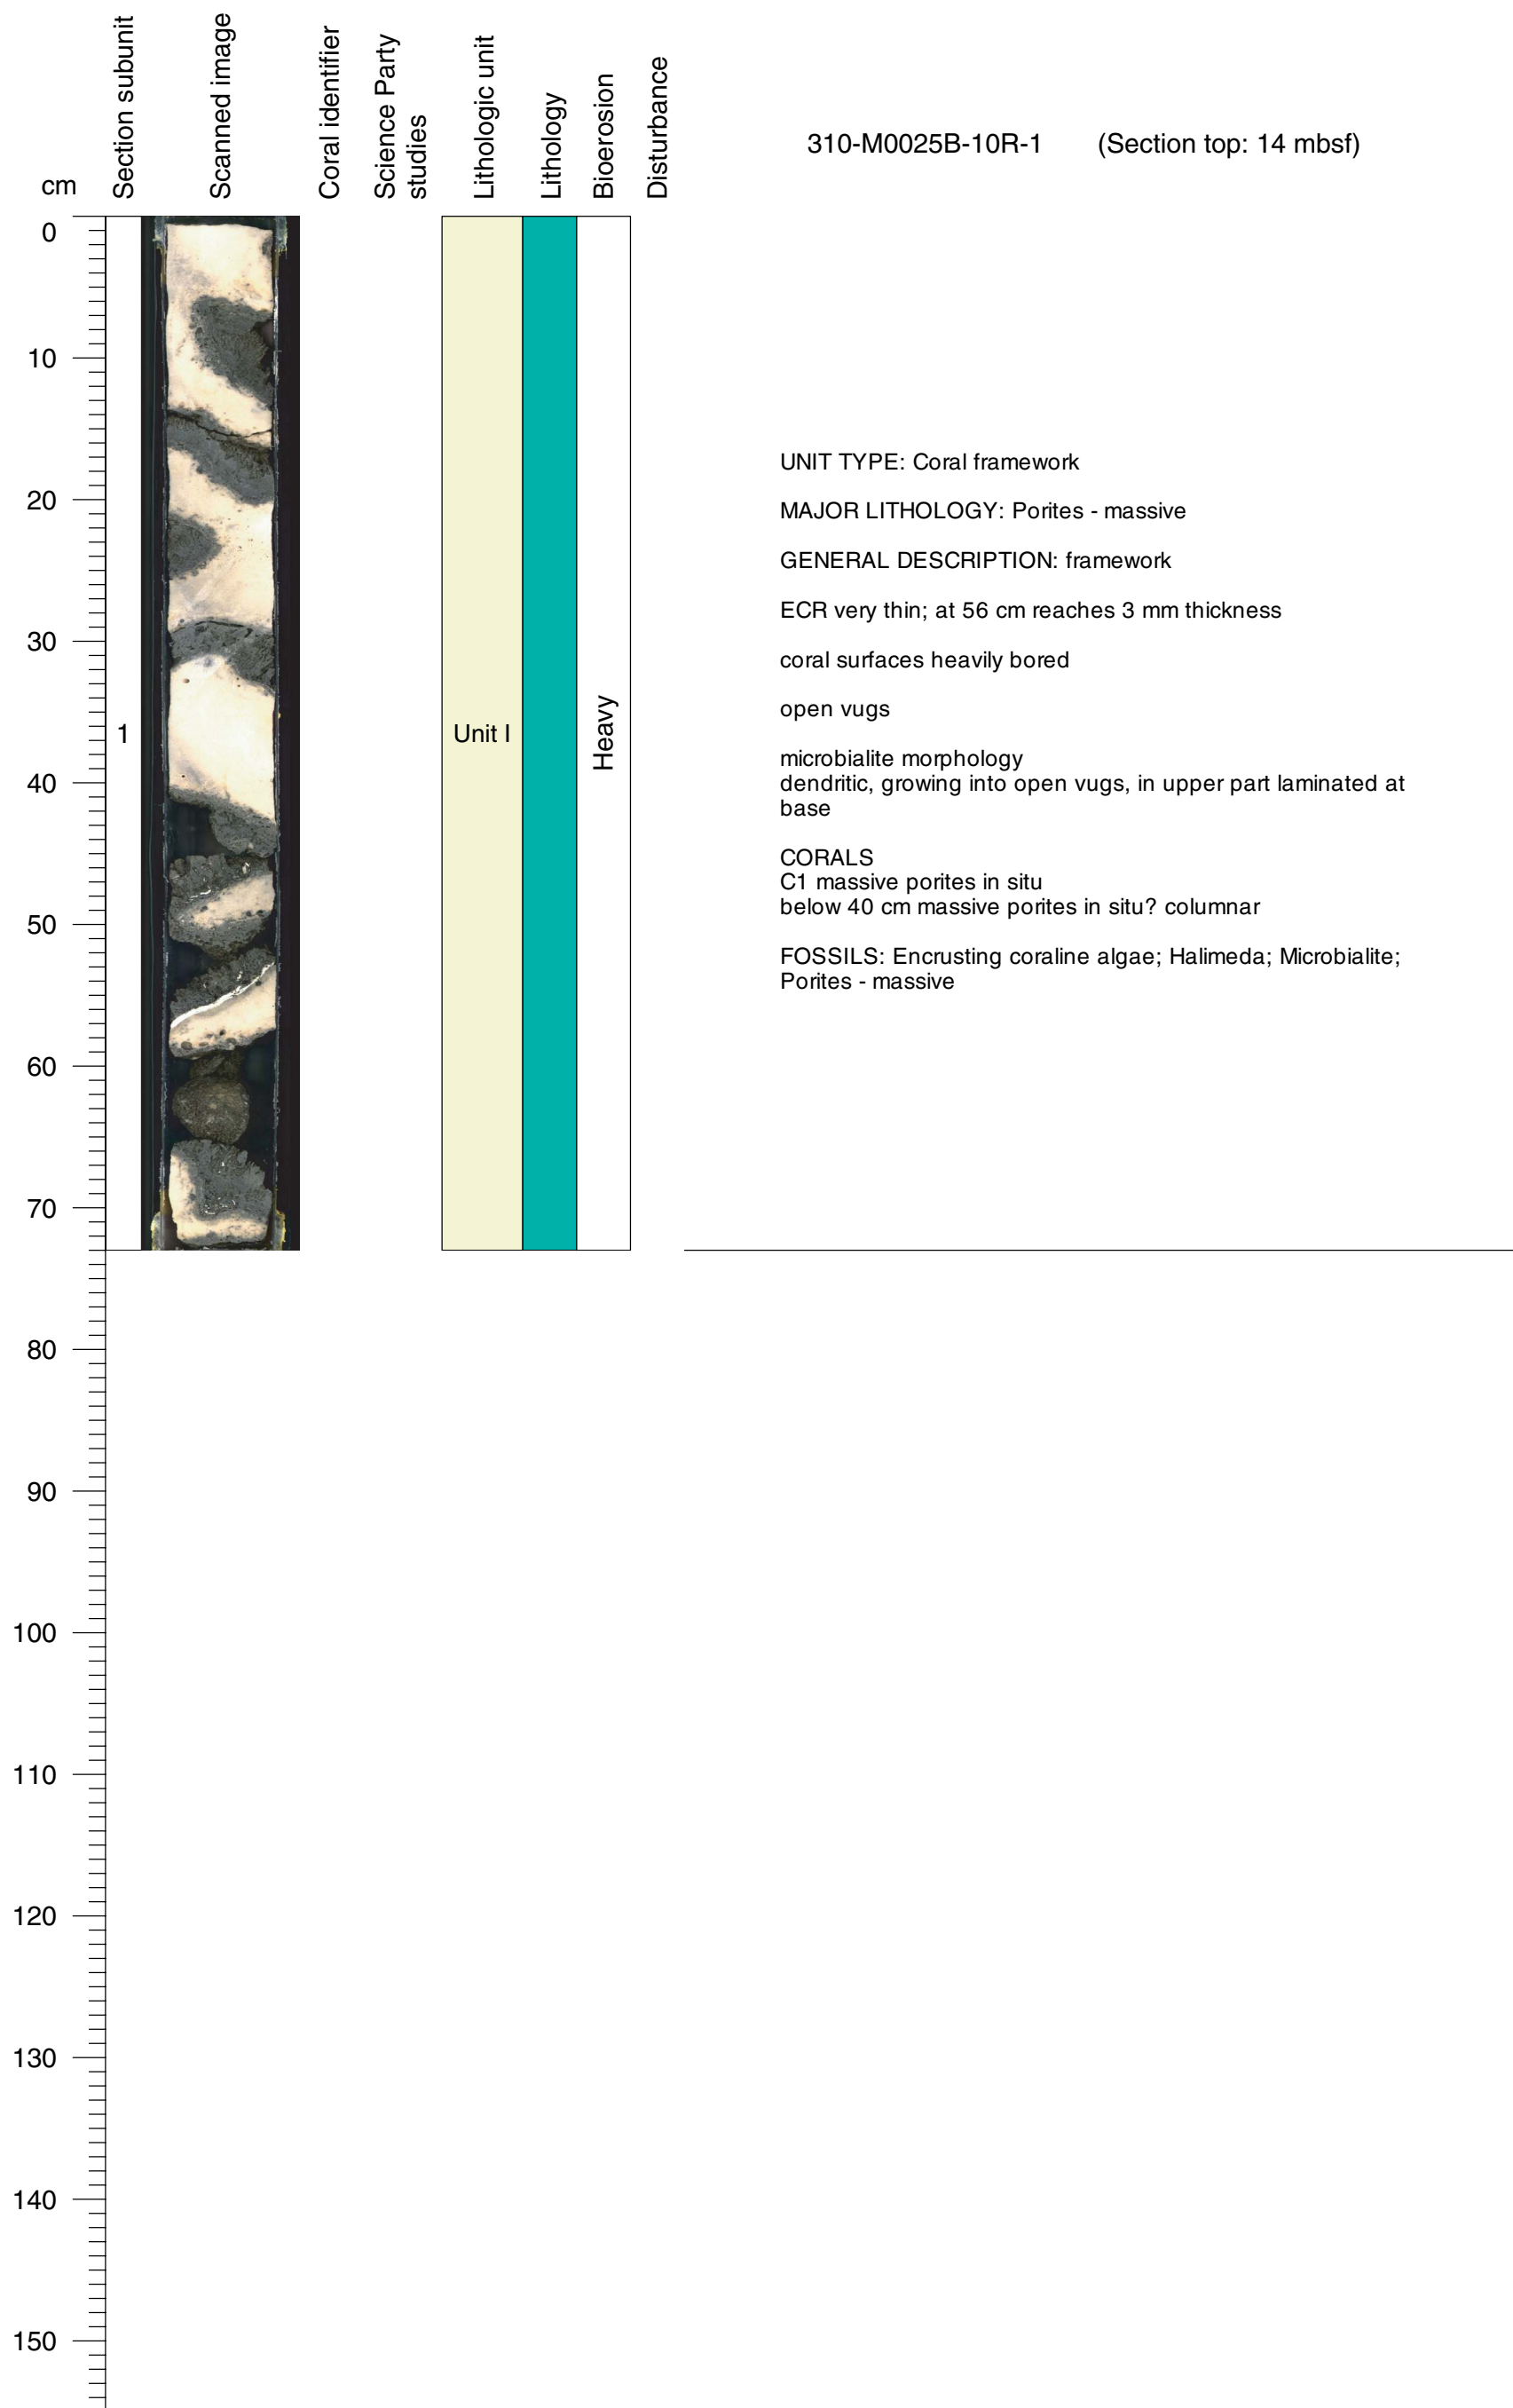 cm
Section subunit
Scanned image
Coral identifier
Science Party
studies
Lithologic unit
Lithology
Bioerosion
Disturbance
310-M0025B-10R-1 (Section top: 14 mbsf)
0
10
20
30
40
50
60
70
80
90
100
110
120
130
140
150
1
Unit I
Heavy
UNIT TYPE: Coral framework
MAJOR LITHOLOGY: Porites - massive
GENERAL DESCRIPTION: framework
ECR very thin; at 56 cm reaches 3 mm thickness
coral surfaces heavily bored
open vugs
microbialite morphology
dendritic, growing into open vugs, in upper part laminated at
base
CORALS
C1 massive porites in situ
below 40 cm massive porites in situ? columnar
FOSSILS: Encrusting coraline algae; Halimeda; Microbialite;
Porites - massive